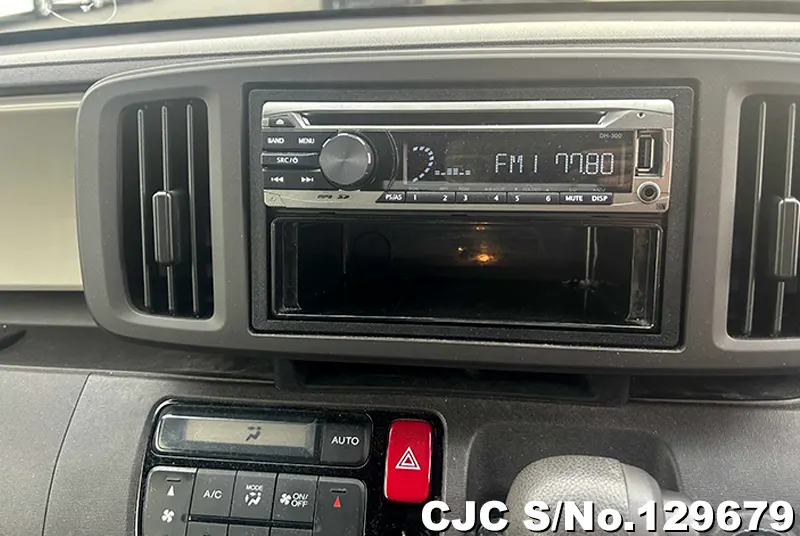 DH-300
BAND MENU
SRC/
FM1 77.80
PS/AS 1 2 3 4 5 6 MUTE DISP
AUTO
A/C
MODE
ON/
OFF
CJC S/No.129679